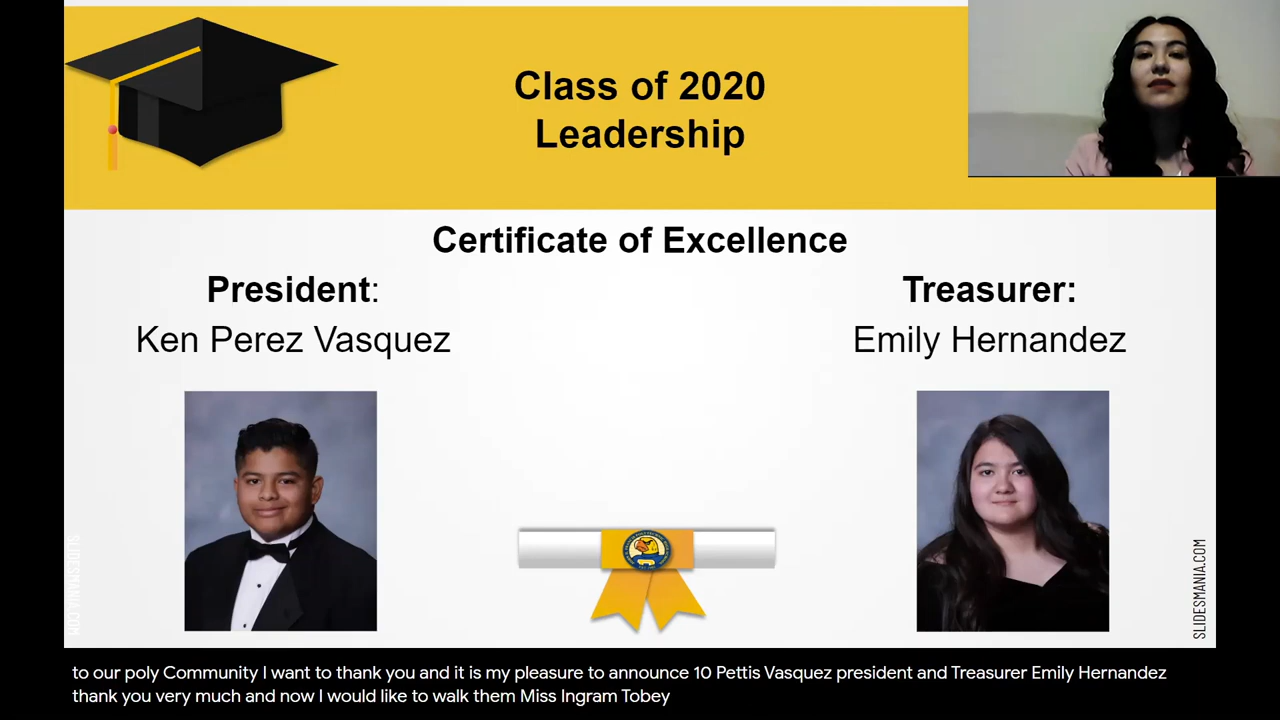 Class of 2020
Leadership
Certificate of Excellence
President:
Treasurer:
Ken Perez Vasquez
Emily Hernandez
SLIDESMANIA.COM
SLIDESMANIA.COM
to our poly Community I want to thank you and it is my pleasure to announce 10 Pettis Vasquez president and Treasurer Emily Hernandez
thank you very much and now I would like to walk them Miss Ingram Tobey